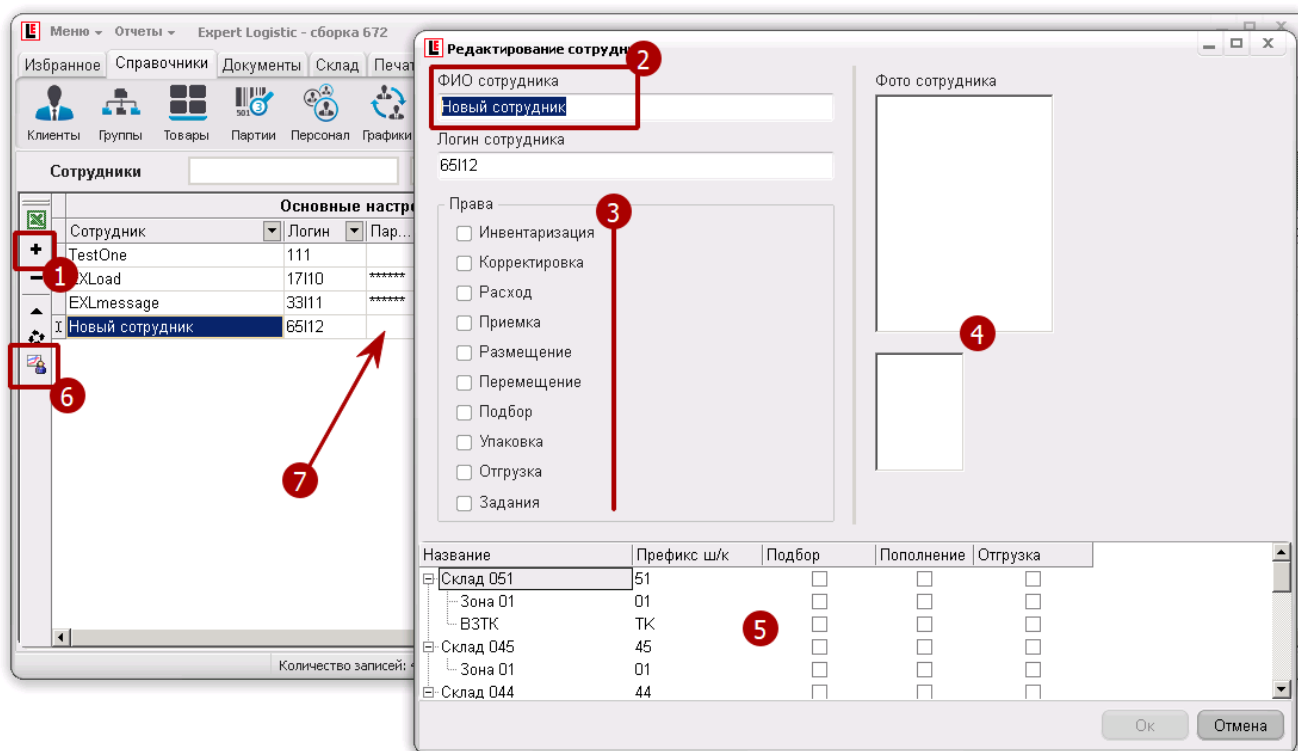 Меню Отчеты Expert Logistic - сборка 672
Избранное Справочники Документы Склад Печат
Клиенты Группы Товары Партии Персонал Графики
Сотрудники
Основные настро
Сотрудник Логин Пар...
TestOne 111
EXLoad 17I10 ******
EXLmessage 33I11 ******
Новый сотрудник 65I12
1
6
7
Количество записей: 4
Редактирование сотрудн
2
ФИО сотрудника
Новый сотрудник
Логин сотрудника
65I12
Права
3
Инвентаризация
Корректировка
Расход
Приемка
Размещение
Перемещение
Подбор
Упаковка
Отгрузка
Задания
Фото сотрудника
4
Название Префикс ш/к Подбор Пополнение Отгрузка
Склад 051 51
Зона 01 01
ВЗТК ТК
5
Склад 045 45
Зона 01 01
Склад 044 44
Ок Отмена